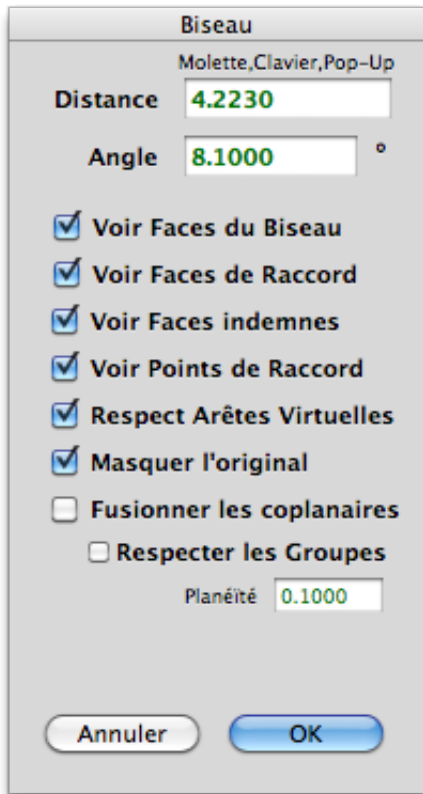 Biseau
Molette,Clavier,Pop-Up
Distance 4.2230
Angle 8.1000 °
Voir Faces du Biseau
Voir Faces de Raccord
Voir Faces indemnes
Voir Points de Raccord
Respect Arêtes Virtuelles
Masquer l'original
Fusionner les coplanaires
Respecter les Groupes
Planéïté 0.1000
Annuler OK